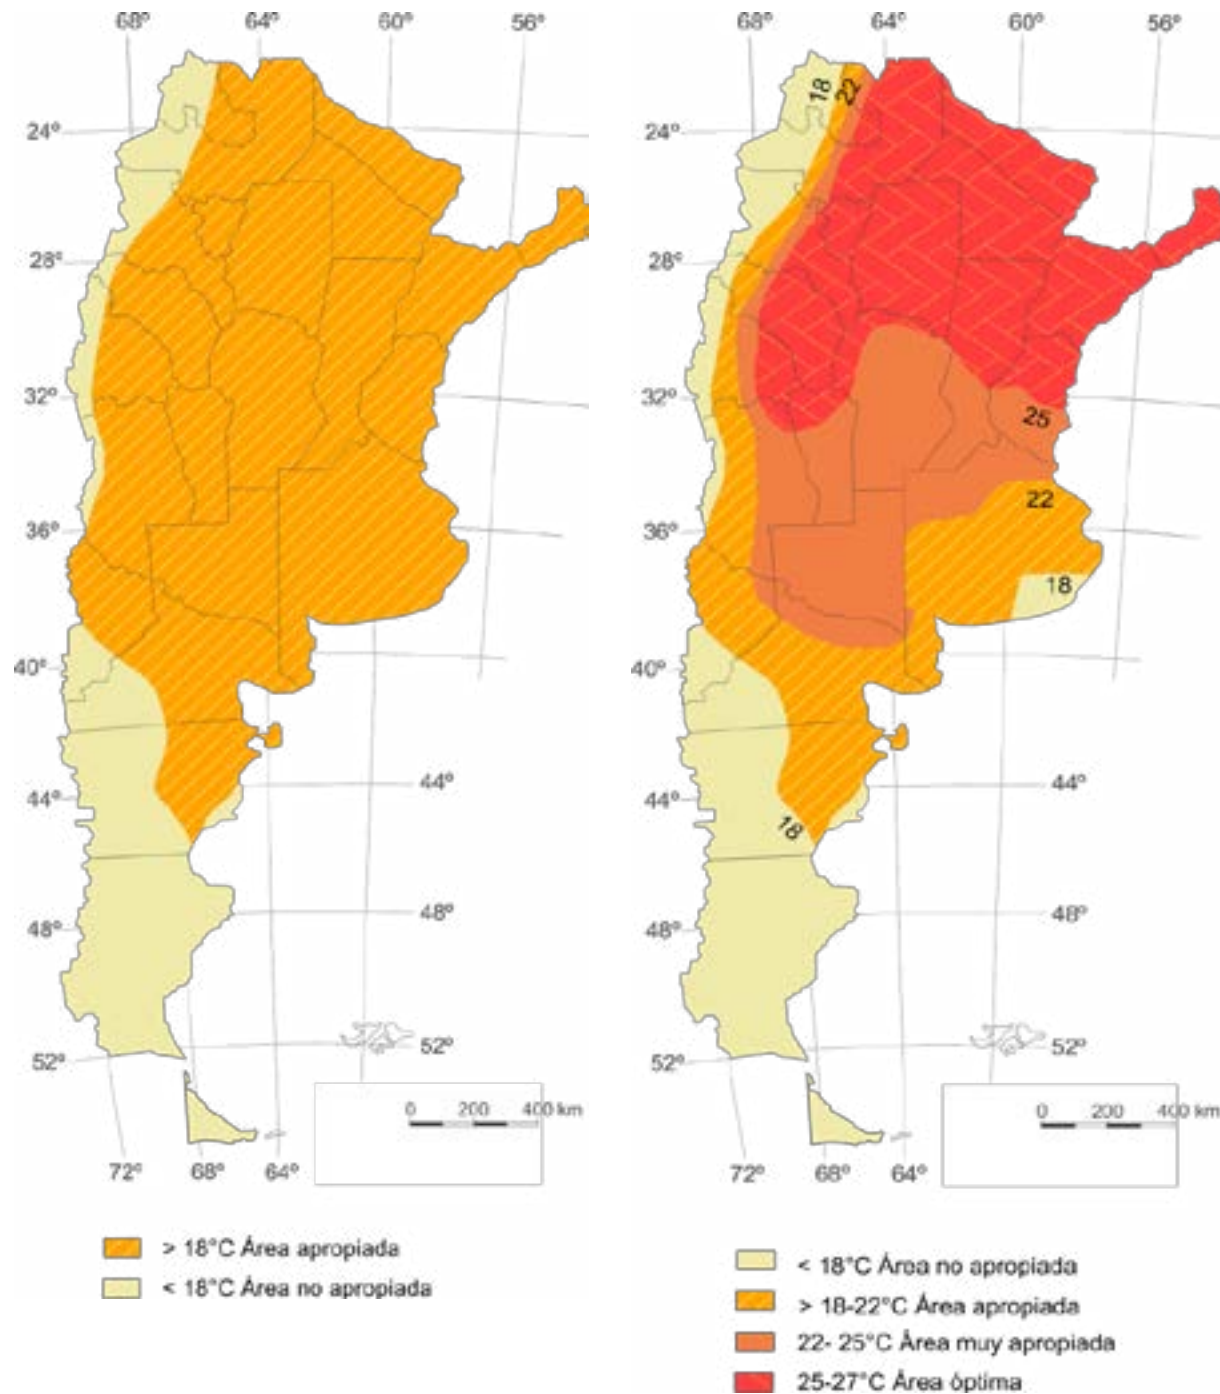 68º 64º 60º 56º
24º
28º
32º
36º
40º
44º
44º
48º
48º
52º
52º
0 200 400 km
72º 68º 64º
> 18°C Área apropiada
< 18°C Área no apropiada
68º 64º 60º 56º
18 22
24º
28º
32º
25
22
36º
18
40º
44º
44º
18
48º
48º
52º
52º
0 200 400 km
72º 68º 64º
< 18°C Área no apropiada
> 18-22°C Área apropiada
22- 25°C Área muy apropiada
25-27°C Área óptima